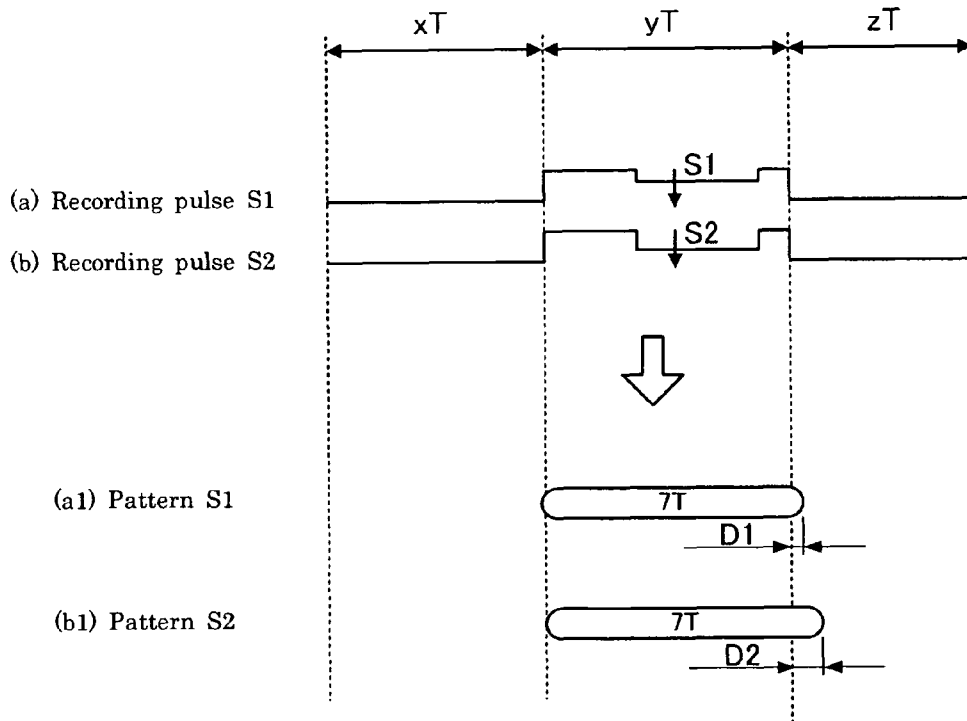 xT yT zT
(a) Recording pulse S1
S1
(b) Recording pulse S2
S2
(a1) Pattern S1
7T
D1
(b1) Pattern S2
7T
D2